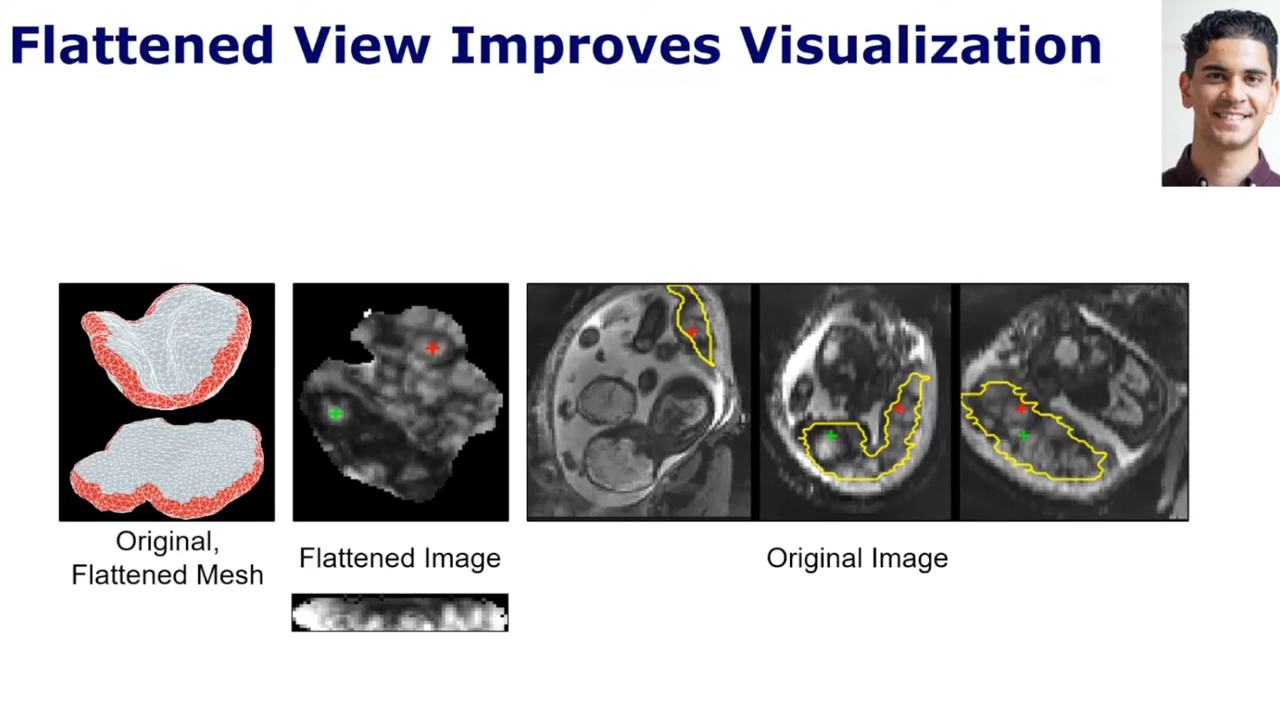 Flattened View Improves Visualization
Original,
Flattened Mesh
Flattened Image
Original Image